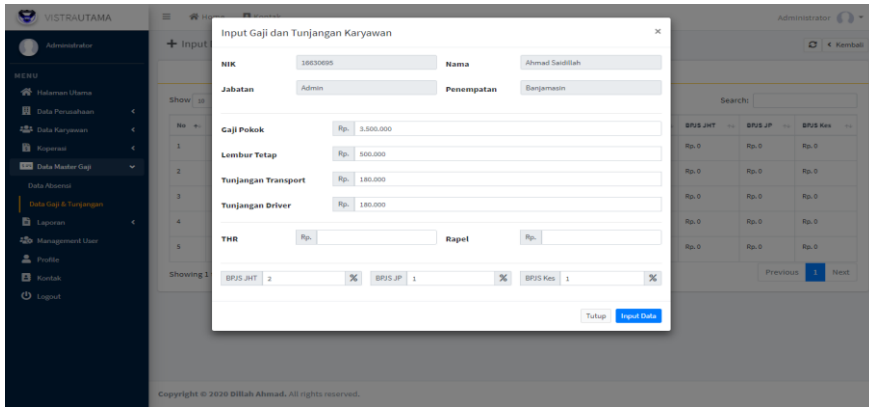 VISTRAUTAMA
Administrator
Administrator
Kembali
MENU
Halaman Utama
Data Perusahaan
Data Karyawan
Koperasi
Data Master Gaji
Data Absensi
Data Gaji & Tunjangan
Laporan
Management User
Profile
Kontak
Logout
+ Input
Show 10
Search:
No
BPJS JHT
BPJS JP
BPJS Kes
1
Rp. 0
Rp. 0
Rp. 0
2
Rp. 0
Rp. 0
Rp. 0
3
Rp. 0
Rp. 0
Rp. 0
4
Rp. 0
Rp. 0
Rp. 0
5
Rp. 0
Rp. 0
Rp. 0
Showing 1
Previous 1 Next
Input Gaji dan Tunjangan Karyawan
×
NIK 16630695 Nama Ahmad Saidillah
Jabatan Admin Penempatan Banjamasin
Gaji Pokok Rp. 3.500.000
Lembur Tetap Rp. 500.000
Tunjangan Transport Rp. 180.000
Tunjangan Driver Rp. 180.000
THR Rp. Rapel Rp.
BPJS JHT 2 % BPJS JP 1 % BPJS Kes 1 %
Tutup Input Data
Copyright © 2020 Billah Ahmad. All rights reserved.